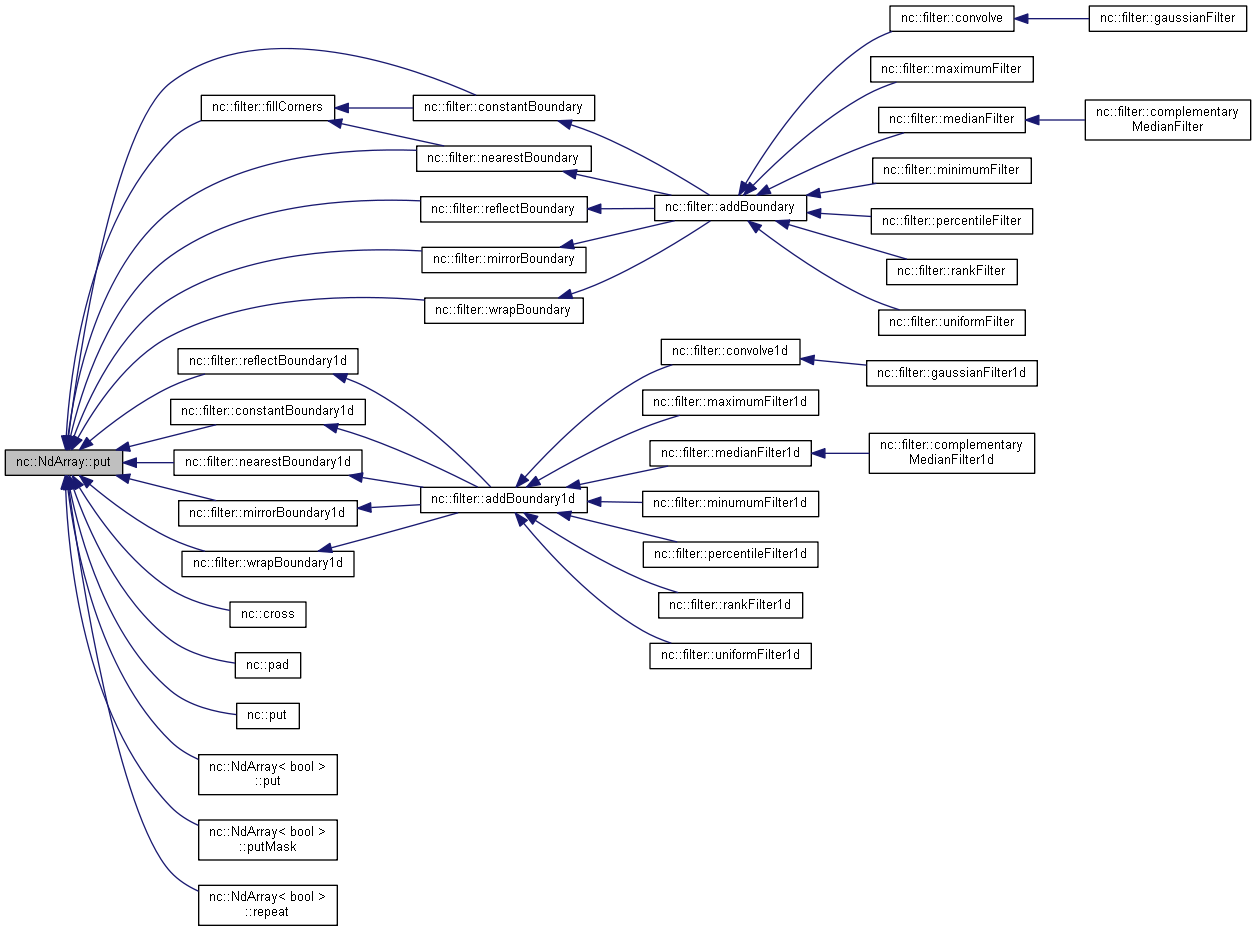 nc::filter::convolve
nc::filter::gaussianFilter
nc::filter::maximumFilter
nc::filter::fillCorners
nc::filter::constantBoundary
nc::filter::medianFilter
nc::filter::complementary
MedianFilter
nc::filter::nearestBoundary
nc::filter::minimumFilter
nc::filter::reflectBoundary
nc::filter::addBoundary
nc::filter::percentileFilter
nc::filter::mirrorBoundary
nc::filter::rankFilter
nc::filter::wrapBoundary
nc::filter::uniformFilter
nc::filter::reflectBoundary1d
nc::filter::convolve1d
nc::filter::gaussianFilter1d
nc::filter::constantBoundary1d
nc::filter::maximumFilter1d
nc::NdArray::put
nc::filter::nearestBoundary1d
nc::filter::medianFilter1d
nc::filter::complementary
MedianFilter1d
nc::filter::mirrorBoundary1d
nc::filter::addBoundary1d
nc::filter::minumumFilter1d
nc::filter::wrapBoundary1d
nc::filter::percentileFilter1d
nc::cross
nc::filter::rankFilter1d
nc::pad
nc::filter::uniformFilter1d
nc::put
nc::NdArray< bool >
::put
nc::NdArray< bool >
::putMask
nc::NdArray< bool >
::repeat